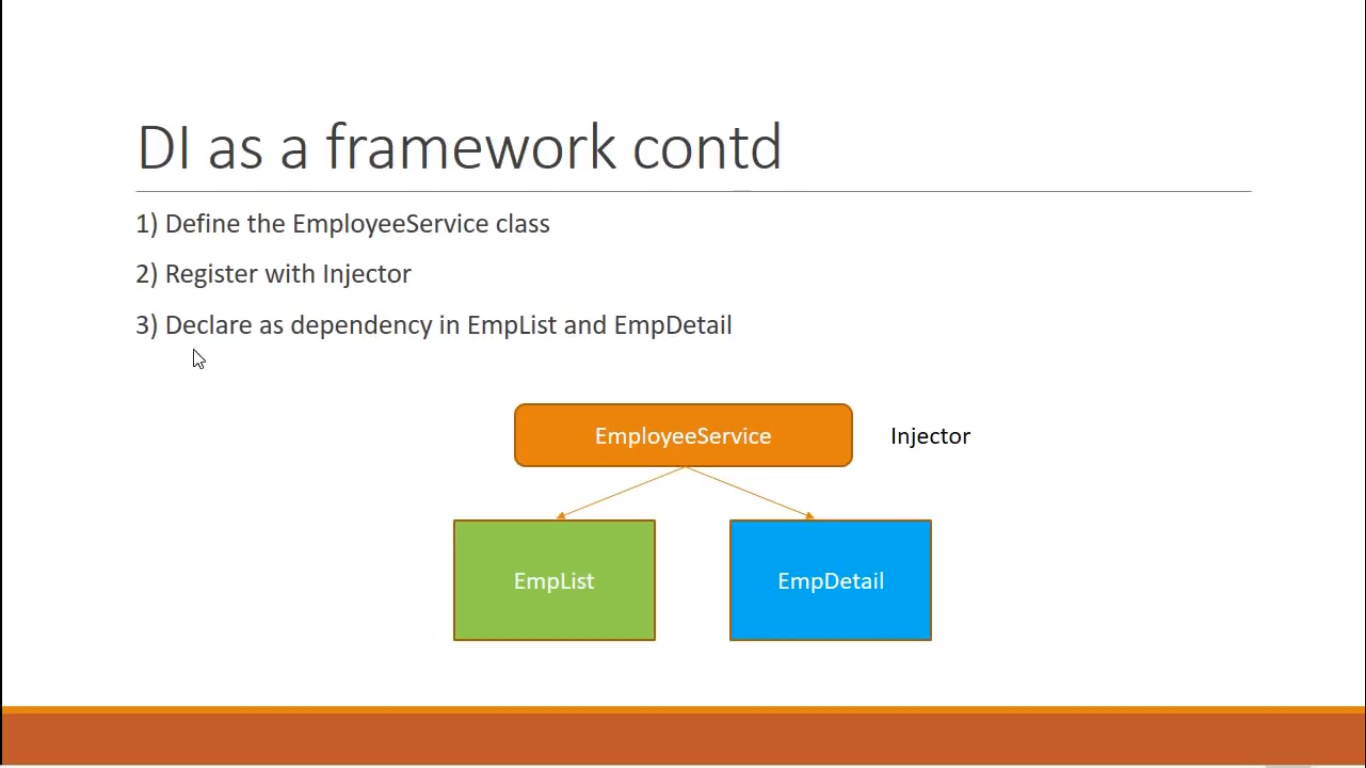 DI as a framework contd
1) Define the EmployeeService class
2) Register with Injector
3) Declare as dependency in EmpList and EmpDetail
EmployeeService
Injector
EmpList
EmpDetail